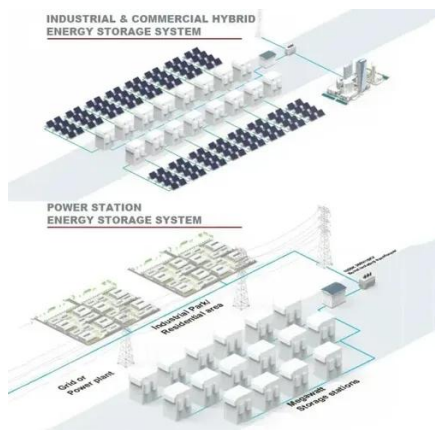 INDUSTRIAL & COMMERCIAL HYBRID
ENERGY STORAGE SYSTEM
POWER STATION
ENERGY STORAGE SYSTEM
Industrial Park/
Residential area
Grid or
Power plant
Megawatt
Storage stations